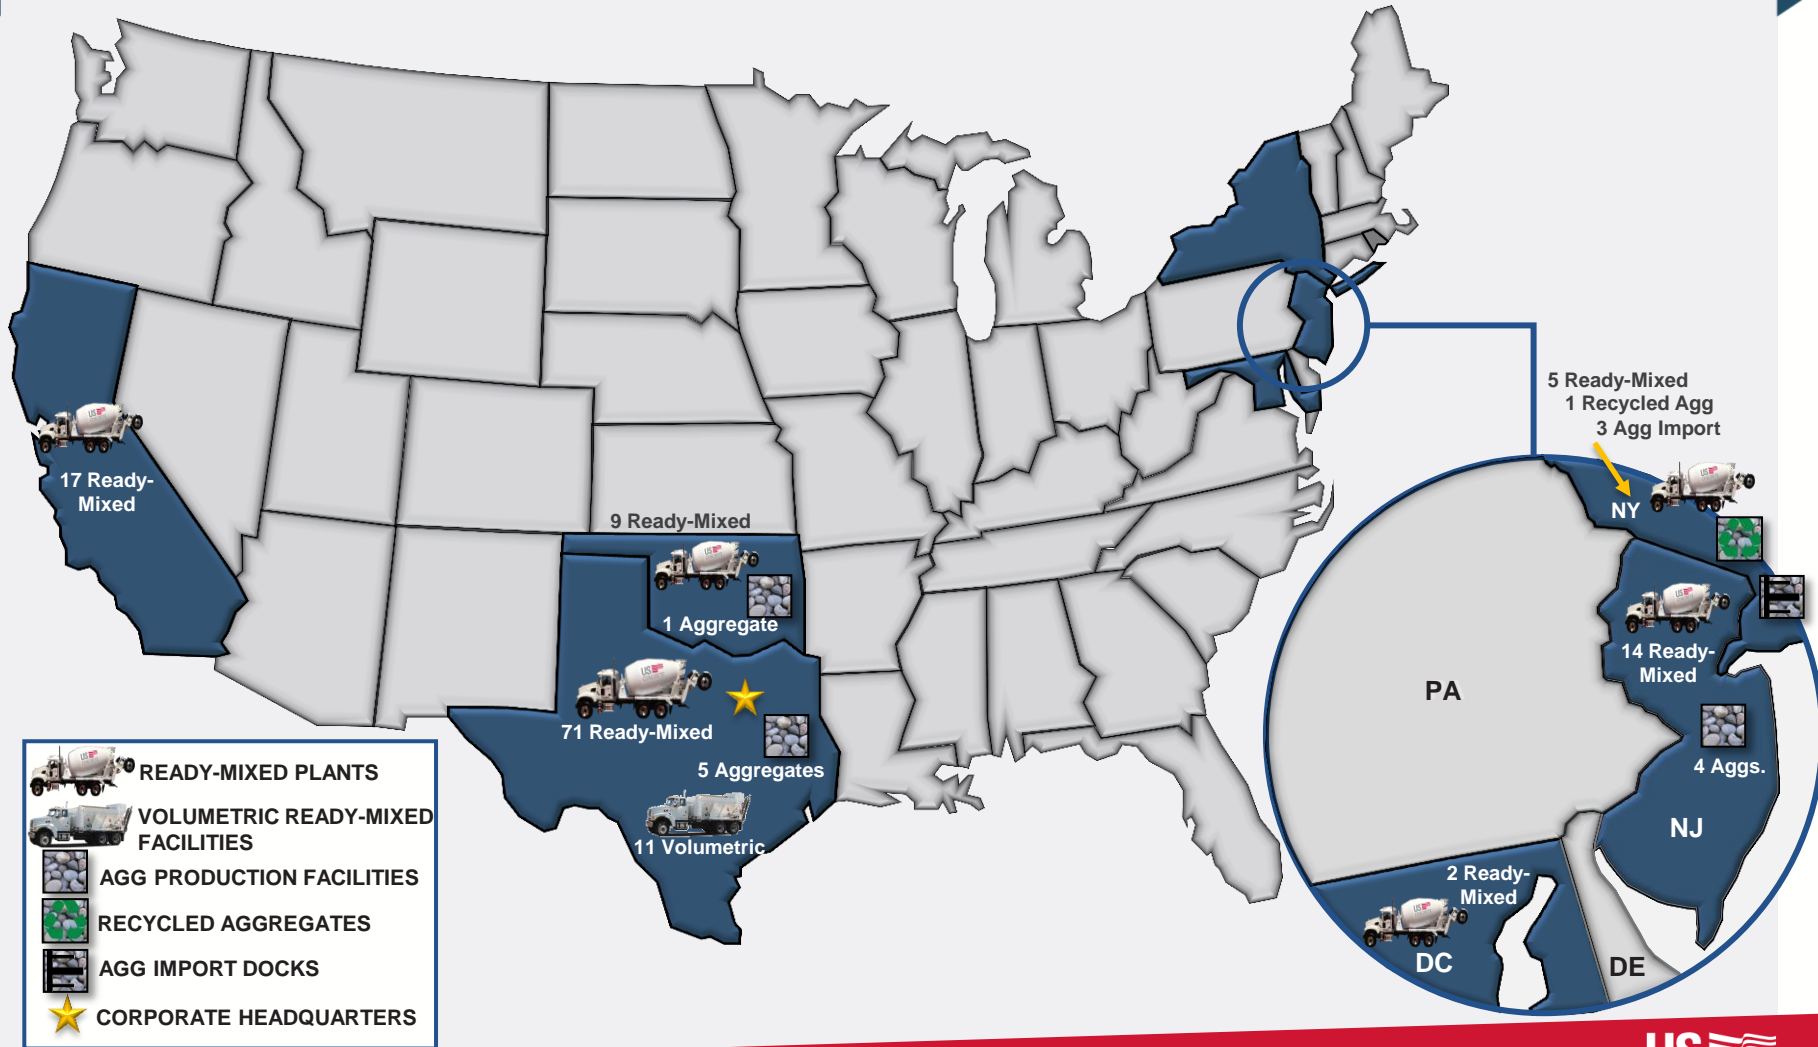 5 Ready-Mixed
1 Recycled Agg
3 Agg Import
17 Ready-
Mixed
9 Ready-Mixed
1 Aggregate
71 Ready-Mixed
5 Aggregates
11 Volumetric
NY
14 Ready-
Mixed
PA
4 Aggs.
NJ
2 Ready-
Mixed
DC
DE
READY-MIXED PLANTS
VOLUMETRIC READY-MIXED
FACILITIES
AGG PRODUCTION FACILITIES
RECYCLED AGGREGATES
AGG IMPORT DOCKS
CORPORATE HEADQUARTERS
US